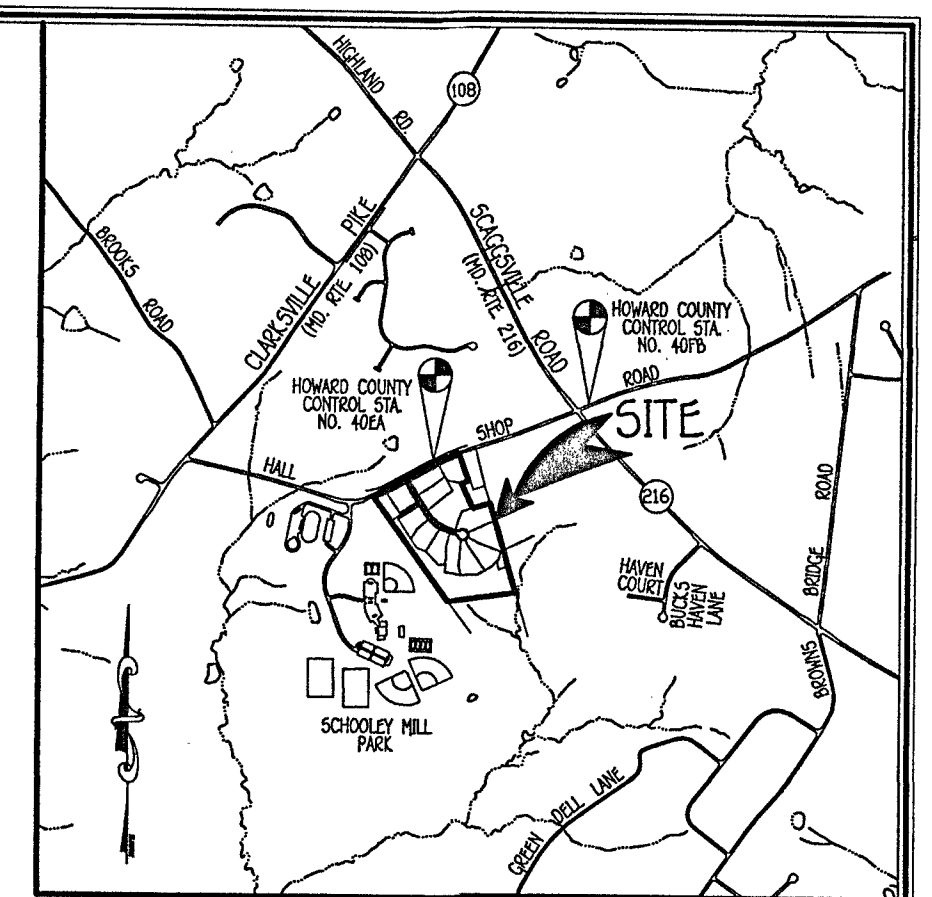 HIGHLAND RD.
108
CLARKSVILLE PIKE
(MD. RTE. 108)
SCAGGSVILLE ROAD
(MD. RTE 216)
BROOKS ROAD
HOWARD COUNTY
CONTROL STA.
NO. 40FB
HOWARD COUNTY
CONTROL STA.
NO. 40EA
HALL SHOP ROAD
SITE
216
HAVEN
COURT
BUCKS
HAVEN
LANE
BROWNS BRIDGE ROAD
SCHOOLEY MILL
PARK
GREEN DELL LANE